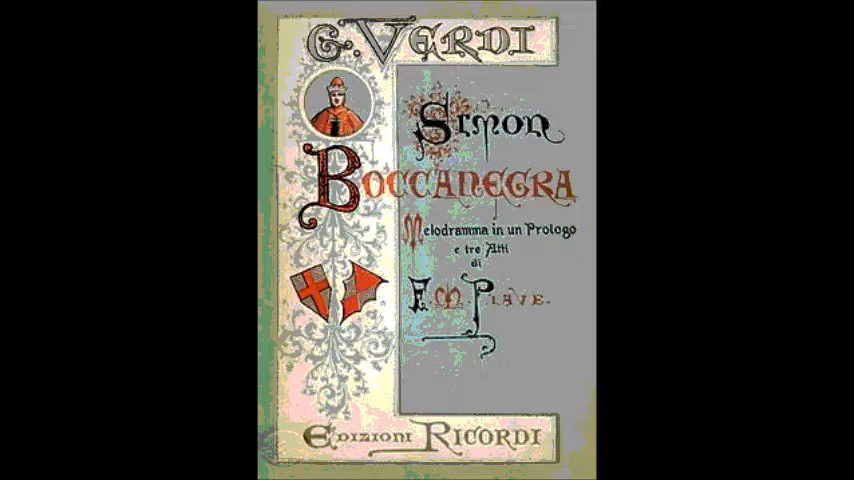 G. VERDI
SIMON
BOCCANEGRA
Melodramma in un Prologo
e tre Atti
di
F. M. PIAVE.
EDIZIONI RICORDI